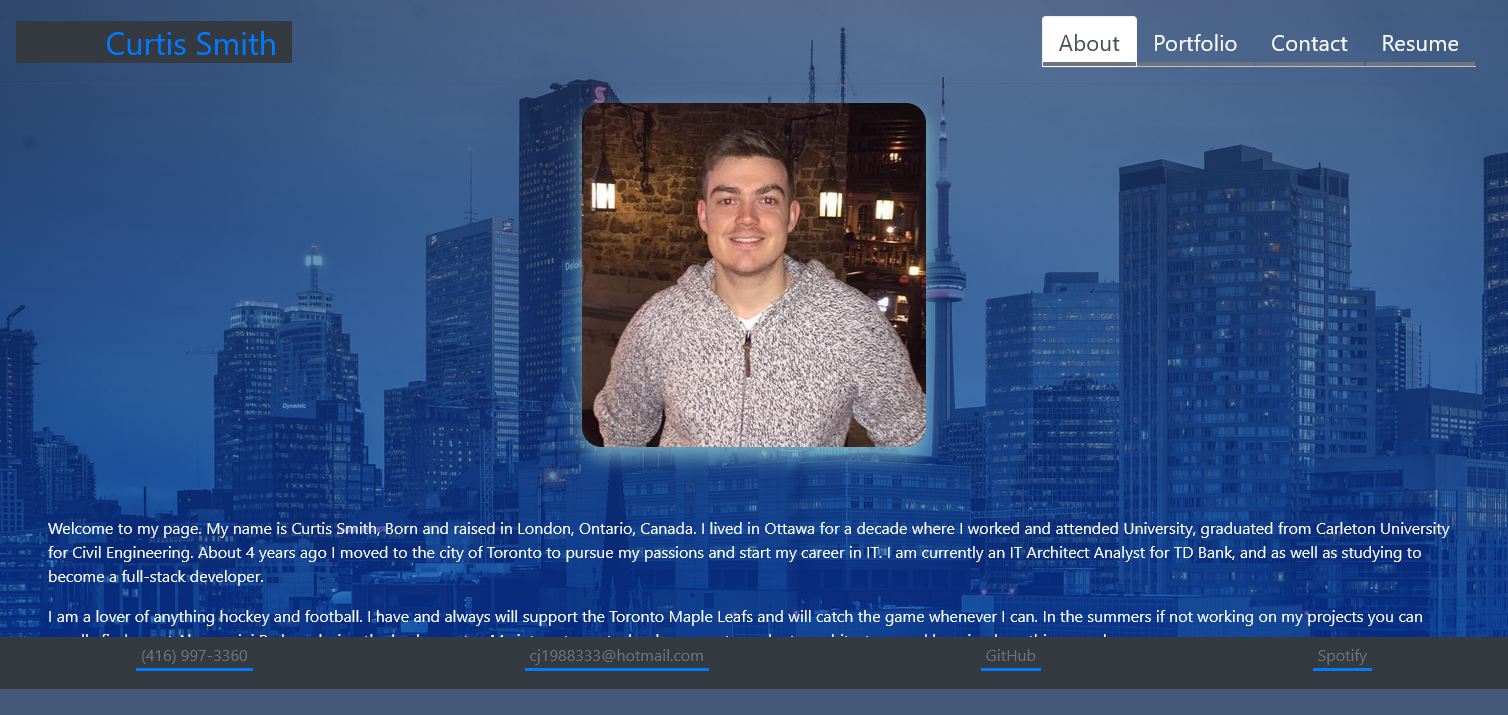 Curtis Smith
About Portfolio Contact Resume
Deloitte
Dynamic
Welcome to my page. My name is Curtis Smith, Born and raised in London, Ontario, Canada. I lived in Ottawa for a decade where I worked and attended University, graduated from Carleton University
for Civil Engineering. About 4 years ago I moved to the city of Toronto to pursue my passions and start my career in IT. I am currently an IT Architect Analyst for TD Bank, and as well as studying to
become a full-stack developer.
I am a lover of anything hockey and football. I have and always will support the Toronto Maple Leafs and will catch the game whenever I can. In the summers if not working on my projects you can
(416) 997-3360 cj1988333@hotmail.com GitHub Spotify